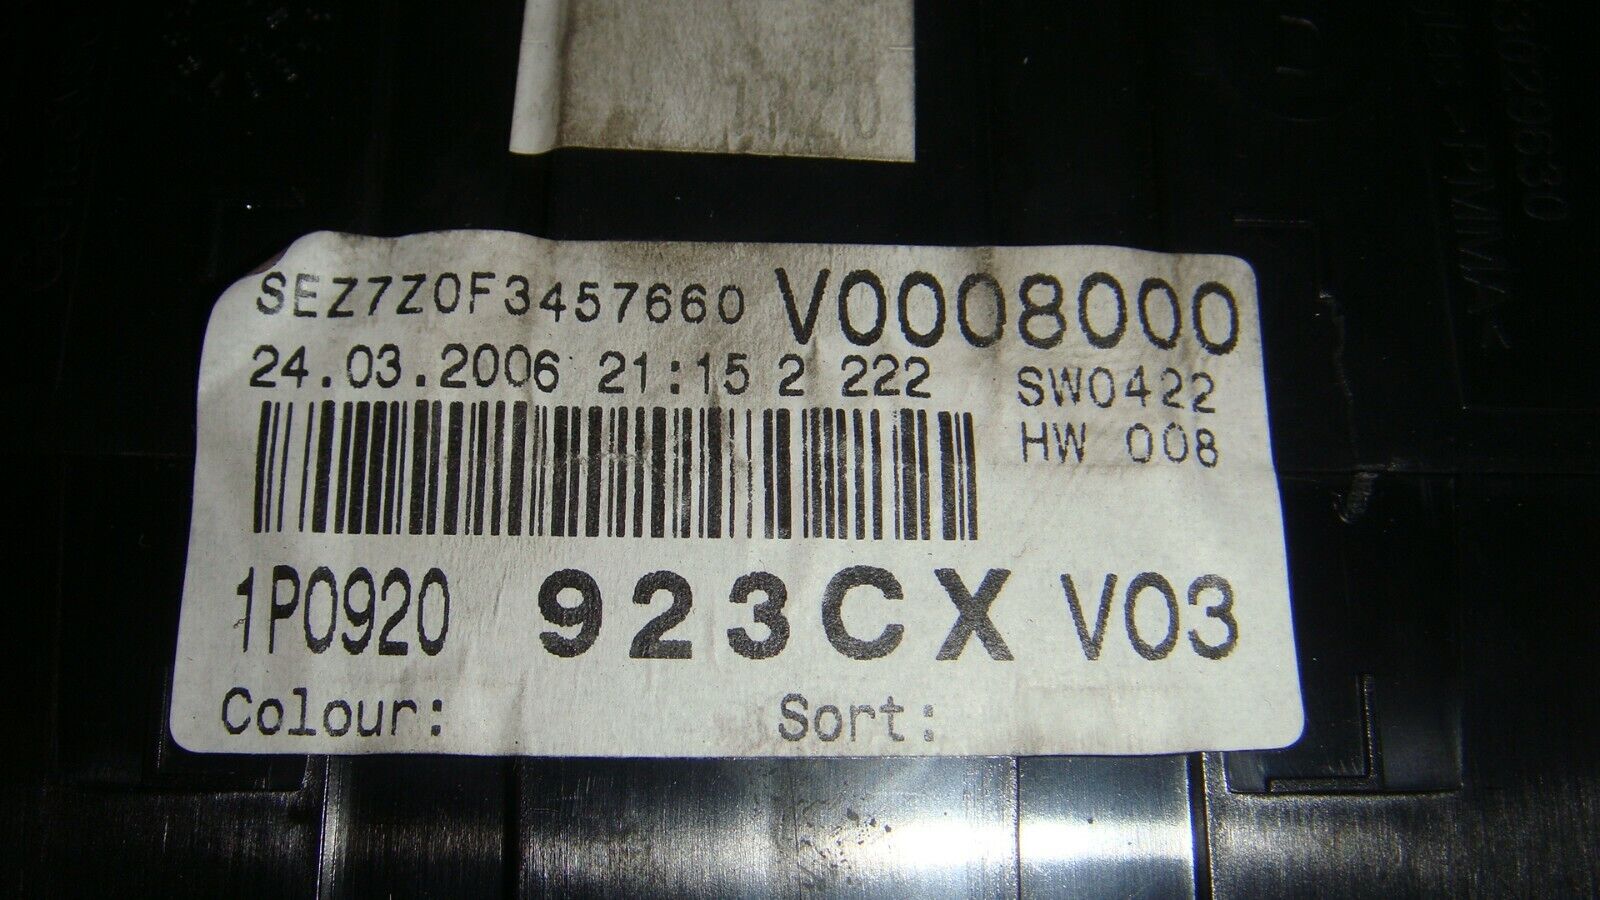 SEZ7Z0F3457660 V0008000
24.03.2006 21:15 2 222 SW0422
HW 008
1P0920 923CX V03
Colour: Sort: